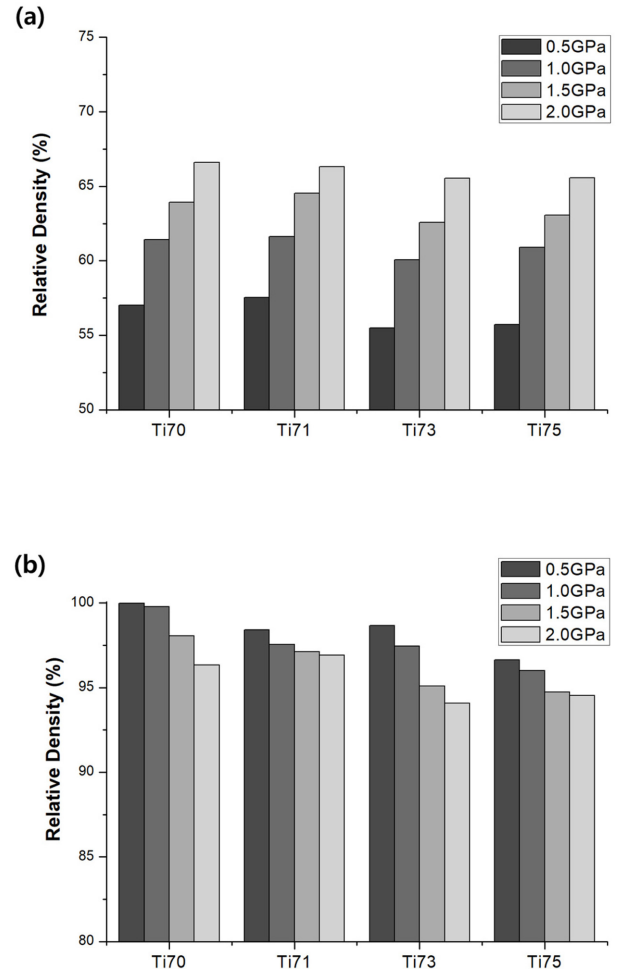 (a)
75
70
65
60
55
50
Relative Density (%)
0.5GPa
1.0GPa
1.5GPa
2.0GPa
Ti70
Ti71
Ti73
Ti75
(b)
100
95
90
85
80
Relative Density (%)
0.5GPa
1.0GPa
1.5GPa
2.0GPa
Ti70
Ti71
Ti73
Ti75